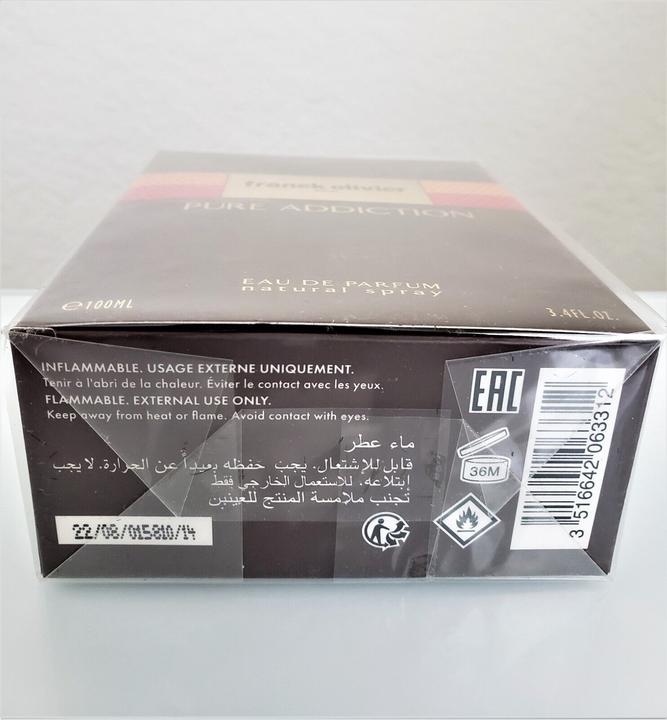 franck olivier
PURE ADDICTION
EAU DE PARFUM
natural spray
℮100ML
3.4FL.OZ.
INFLAMMABLE. USAGE EXTERNE UNIQUEMENT.
Tenir à l'abri de la chaleur. Éviter le contact avec les yeux.
FLAMMABLE. EXTERNAL USE ONLY.
Keep away from heat or flame. Avoid contact with eyes.
ماء عطر
قابل للإشتعال. يجب حفظه بعيداً عن الحرارة. لا يجب
إبتلاعه. للاستعمال الخارجي فقط
تجنب ملامسة المنتج للعينين
22/08/015810/14
EAC
36M
3 516642 063312